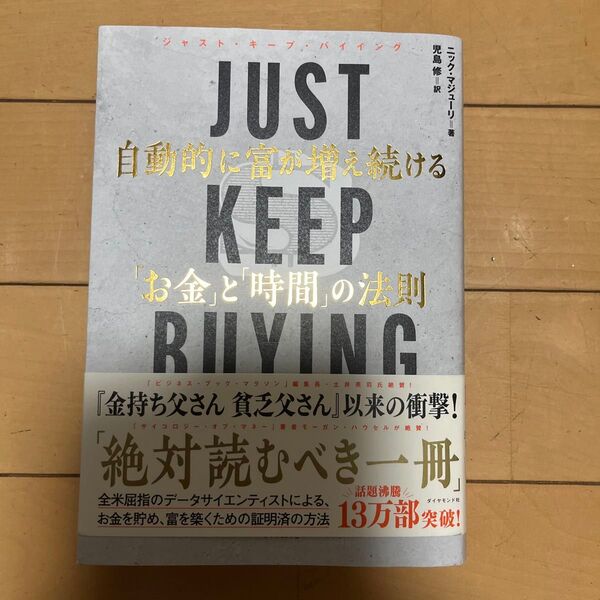 ジャスト・キープ・バイイング
ニック・マジューリ=著
児島 修=訳
JUST
自動的に富が増え続ける
KEEP
「お金」と「時間」の法則
BUYING
「ビジネス・ブック・マラソン」編集長・土井英司氏絶賛!
『金持ち父さん 貧乏父さん』以来の衝撃!
「サイコロジー・オブ・マネー」著者モーガン・ハウセルが絶賛!
「絶対読むべき一冊」
全米屈指のデータサイエンティストによる、
お金を貯め、富を築くための証明済の方法
話題沸騰
13万部突破!
ダイヤモンド社